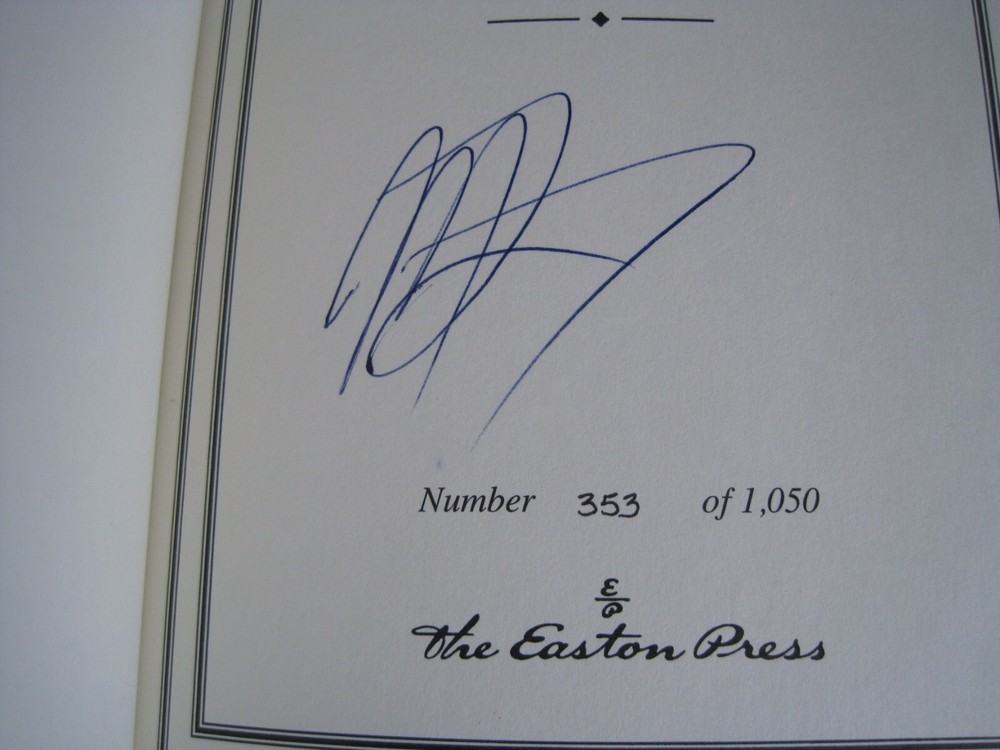 Number 353 of 1,050
E
P
The Easton Press